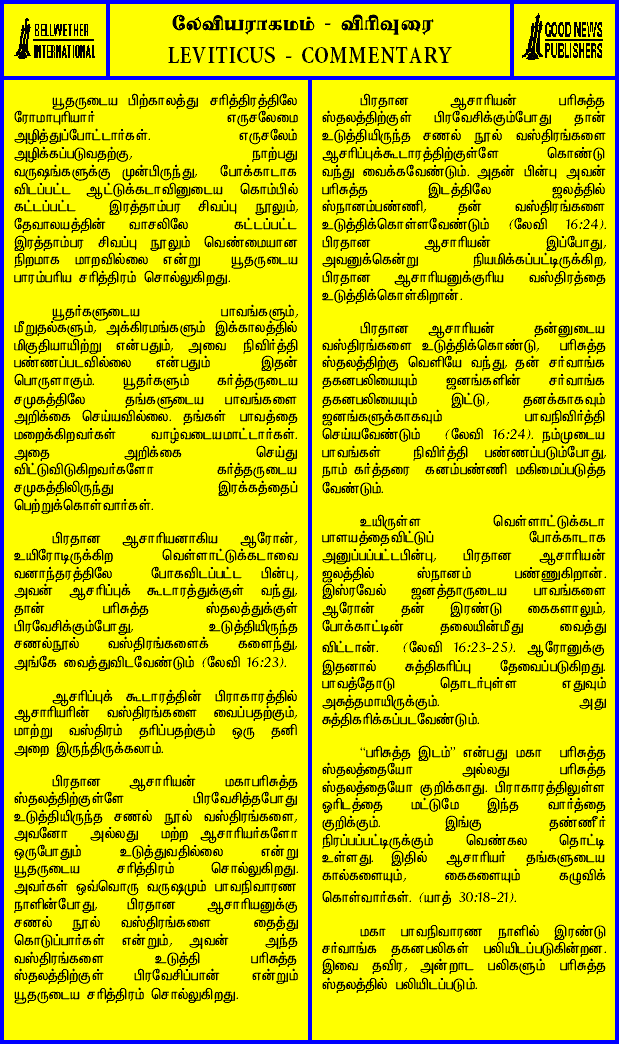 BELLWETHER
INTERNATIONAL
லேவியராகமம் - விரிவுரை
LEVITICUS - COMMENTARY
GOOD NEWS
PUBLISHERS
யூதருடைய பிற்காலத்து சரித்திரத்திலே
ரோமாபுரியார் எருசலேமை
அழித்துப்போட்டார்கள். எருசலேம்
அழிக்கப்படுவதற்கு, நாற்பது
வருஷங்களுக்கு முன்பிருந்து, போக்காடாக
விடப்பட்ட ஆட்டுக்கடாவினுடைய கொம்பில்
கட்டப்பட்ட இரத்தாம்பர சிவப்பு நூலும்,
தேவாலயத்தின் வாசலிலே கட்டப்பட்ட
இரத்தாம்பர சிவப்பு நூலும் வெண்மையான
நிறமாக மாறவில்லை என்று யூதருடைய
பாரம்பரிய சரித்திரம் சொல்லுகிறது.
யூதர்களுடைய பாவங்களும்,
மீறுதல்களும், அக்கிரமங்களும் இக்காலத்தில்
மிகுதியாயிற்று என்பதும், அவை நிவிர்த்தி
பண்ணப்படவில்லை என்பதும் இதன்
பொருளாகும். யூதர்களும் கர்த்தருடைய
சமுகத்திலே தங்களுடைய பாவங்களை
அறிக்கை செய்யவில்லை. தங்கள் பாவத்தை
மறைக்கிறவர்கள் வாழ்வடையமாட்டார்கள்.
அதை அறிக்கை செய்து
விட்டுவிடுகிறவர்களோ கர்த்தருடைய
சமுகத்திலிருந்து இரக்கத்தைப்
பெற்றுக்கொள்வார்கள்.
பிரதான ஆசாரியனாகிய ஆரோன்,
உயிரோடிருக்கிற வெள்ளாட்டுக்கடாவை
வனாந்தரத்திலே போகவிடப்பட்ட பின்பு,
அவன் ஆசரிப்புக் கூடாரத்துக்குள் வந்து,
தான் பரிசுத்த ஸ்தலத்துக்குள்
பிரவேசிக்கும்போது, உடுத்தியிருந்த
சணல்நூல் வஸ்திரங்களைக் களைந்து,
அங்கே வைத்துவிடவேண்டும் (லேவி 16:23).
ஆசரிப்புக் கூடாரத்தின் பிராகாரத்தில்
ஆசாரியரின் வஸ்திரங்களை வைப்பதற்கும்,
மாற்று வஸ்திரம் தரிப்பதற்கும் ஒரு தனி
அறை இருந்திருக்கலாம்.
பிரதான ஆசாரியன் மகாபரிசுத்த
ஸ்தலத்திற்குள்ளே பிரவேசித்தபோது
உடுத்தியிருந்த சணல் நூல் வஸ்திரங்களை,
அவனோ அல்லது மற்ற ஆசாரியர்களோ
ஒருபோதும் உடுத்துவதில்லை என்று
யூதருடைய சரித்திரம் சொல்லுகிறது.
அவர்கள் ஒவ்வொரு வருஷமும் பாவநிவாரண
நாளின்போது, பிரதான ஆசாரியனுக்கு
சணல் நூல் வஸ்திரங்களை தைத்து
கொடுப்பார்கள் என்றும், அவன் அந்த
வஸ்திரங்களை உடுத்தி பரிசுத்த
ஸ்தலத்திற்குள் பிரவேசிப்பான் என்றும்
யூதருடைய சரித்திரம் சொல்லுகிறது.
பிரதான ஆசாரியன் பரிசுத்த
ஸ்தலத்திற்குள் பிரவேசிக்கும்போது தான்
உடுத்தியிருந்த சணல் நூல் வஸ்திரங்களை
ஆசரிப்புக்கூடாரத்திற்குள்ளே கொண்டு
வந்து வைக்கவேண்டும். அதன் பின்பு அவன்
பரிசுத்த இடத்திலே ஜலத்தில்
ஸ்நானம்பண்ணி, தன் வஸ்திரங்களை
உடுத்திக்கொள்ளவேண்டும் (லேவி 16:24).
பிரதான ஆசாரியன் இப்போது,
அவனுக்கென்று நியமிக்கப்பட்டிருக்கிற,
பிரதான ஆசாரியனுக்குரிய வஸ்திரத்தை
உடுத்திக்கொள்கிறான்.
பிரதான ஆசாரியன் தன்னுடைய
வஸ்திரங்களை உடுத்திக்கொண்டு, பரிசுத்த
ஸ்தலத்திற்கு வெளியே வந்து, தன் சர்வாங்க
தகனபலியையும் ஜனங்களின் சர்வாங்க
தகனபலியையும் இட்டு, தனக்காகவும்
ஜனங்களுக்காகவும் பாவநிவிர்த்தி
செய்யவேண்டும் (லேவி 16:24). நம்முடைய
பாவங்கள் நிவிர்த்தி பண்ணப்படும்போது,
நாம் கர்த்தரை கனம்பண்ணி மகிமைப்படுத்த
வேண்டும்.
உயிருள்ள வெள்ளாட்டுக்கடா
பாளயத்தைவிட்டுப் போக்காடாக
அனுப்பப்பட்டபின்பு, பிரதான ஆசாரியன்
ஜலத்தில் ஸ்நானம் பண்ணுகிறான்.
இஸ்ரவேல் ஜனத்தாருடைய பாவங்களை
ஆரோன் தன் இரண்டு கைகளாலும்,
போக்காட்டின் தலையின்மீது வைத்து
விட்டான். (லேவி 16:23-25). ஆரோனுக்கு
இதனால் சுத்திகரிப்பு தேவைப்படுகிறது.
பாவத்தோடு தொடர்புள்ள எதுவும்
அசுத்தமாயிருக்கும். அது
சுத்திகரிக்கப்படவேண்டும்.
“பரிசுத்த இடம்” என்பது மகா பரிசுத்த
ஸ்தலத்தையோ அல்லது பரிசுத்த
ஸ்தலத்தையோ குறிக்காது. பிராகாரத்திலுள்ள
ஓரிடத்தை மட்டுமே இந்த வார்த்தை
குறிக்கும். இங்கு தண்ணீர்
நிரப்பப்பட்டிருக்கும் வெண்கல தொட்டி
உள்ளது. இதில் ஆசாரியர் தங்களுடைய
கால்களையும், கைகளையும் கழுவிக்
கொள்வார்கள். (யாத் 30:18-21).
மகா பாவநிவாரண நாளில் இரண்டு
சர்வாங்க தகனபலிகள் பலியிடப்படுகின்றன.
இவை தவிர, அன்றாட பலிகளும் பரிசுத்த
ஸ்தலத்தில் பலியிடப்படும்.